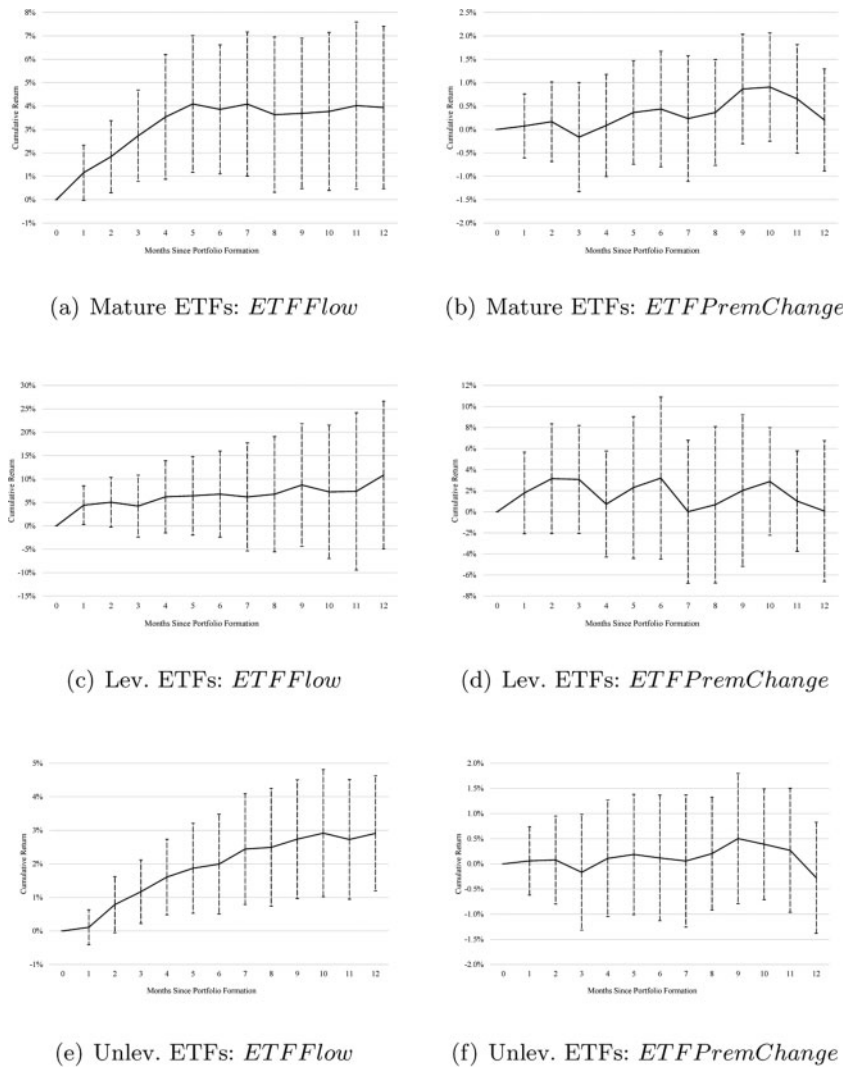 8%
7%
6%
5%
4%
3%
2%
1%
0%
-1%
Cumulative Return
0 1 2 3 4 5 6 7 8 9 10 11 12
Months Since Portfolio Formation
(a) Mature ETFs: ETFFlow
2.5%
2.0%
1.5%
1.0%
0.5%
0.0%
-0.5%
-1.0%
-1.5%
-2.0%
Cumulative Return
0 1 2 3 4 5 6 7 8 9 10 11 12
Months Since Portfolio Formation
(b) Mature ETFs: ETFPremChange
30%
25%
20%
15%
10%
5%
0%
-5%
-10%
-15%
Cumulative Return
0 1 2 3 4 5 6 7 8 9 10 11 12
Months Since Portfolio Formation
(c) Lev. ETFs: ETFFlow
12%
10%
8%
6%
4%
2%
0%
-2%
-4%
-6%
-8%
Cumulative Return
0 1 2 3 4 5 6 7 8 9 10 11 12
Months Since Portfolio Formation
(d) Lev. ETFs: ETFPremChange
5%
4%
3%
2%
1%
0%
-1%
Cumulative Return
0 1 2 3 4 5 6 7 8 9 10 11 12
Months Since Portfolio Formation
(e) Unlev. ETFs: ETFFlow
2.0%
1.5%
1.0%
0.5%
0.0%
-0.5%
-1.0%
-1.5%
-2.0%
Cumulative Return
0 1 2 3 4 5 6 7 8 9 10 11 12
Months Since Portfolio Formation
(f) Unlev. ETFs: ETFPremChange